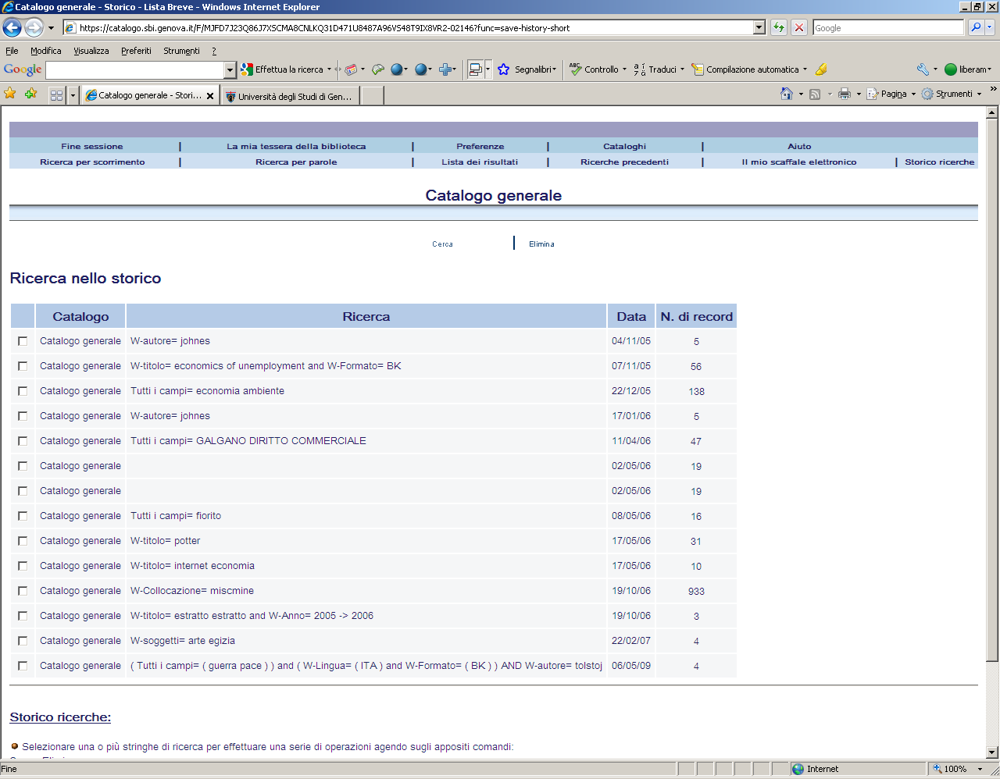 Catalogo generale - Storico - Lista Breve - Windows Internet Explorer
https://catalogo.sbi.genova.it/F/MJFD7J23Q86J7XSCMA8CNLKQ31D471U8487A96VS48T9IX8VR2-02146?func=save-history-short
Google
File Modifica Visualizza Preferiti Strumenti ?
Google Effettua la ricerca Segnalibri ABC Controllo Traduci Compilazione automatica liberam
Catalogo generale - Stori... Università degli Studi di Gen... Pagina Strumenti »
Fine sessione | La mia tessera della biblioteca | Preferenze | Cataloghi | Aiuto
Ricerca per scorrimento | Ricerca per parole | Lista dei risultati | Ricerche precedenti | Il mio scaffale elettronico | Storico ricerche
Catalogo generale
Cerca | Elimina
Ricerca nello storico
Catalogo Ricerca Data N. di record
Catalogo generale W-autore= johnes 04/11/05 5
Catalogo generale W-titolo= economics of unemployment and W-Formato= BK 07/11/05 56
Catalogo generale Tutti i campi= economia ambiente 22/12/05 138
Catalogo generale W-autore= johnes 17/01/06 5
Catalogo generale Tutti i campi= GALGANO DIRITTO COMMERCIALE 11/04/06 47
Catalogo generale 02/05/06 19
Catalogo generale 02/05/06 19
Catalogo generale Tutti i campi= fiorito 08/05/06 16
Catalogo generale W-titolo= potter 17/05/06 31
Catalogo generale W-titolo= internet economia 17/05/06 10
Catalogo generale W-Collocazione= miscmine 19/10/06 933
Catalogo generale W-titolo= estratto estratto and W-Anno= 2005 -> 2006 19/10/06 3
Catalogo generale W-soggetti= arte egizia 22/02/07 4
Catalogo generale ( Tutti i campi= ( guerra pace ) ) and ( W-Lingua= ( ITA ) and W-Formato= ( BK ) ) AND W-autore= tolstoj 06/05/09 4
Storico ricerche:
Selezionare una o più stringhe di ricerca per effettuare una serie di operazioni agendo sugli appositi comandi:
Fine Internet 100%